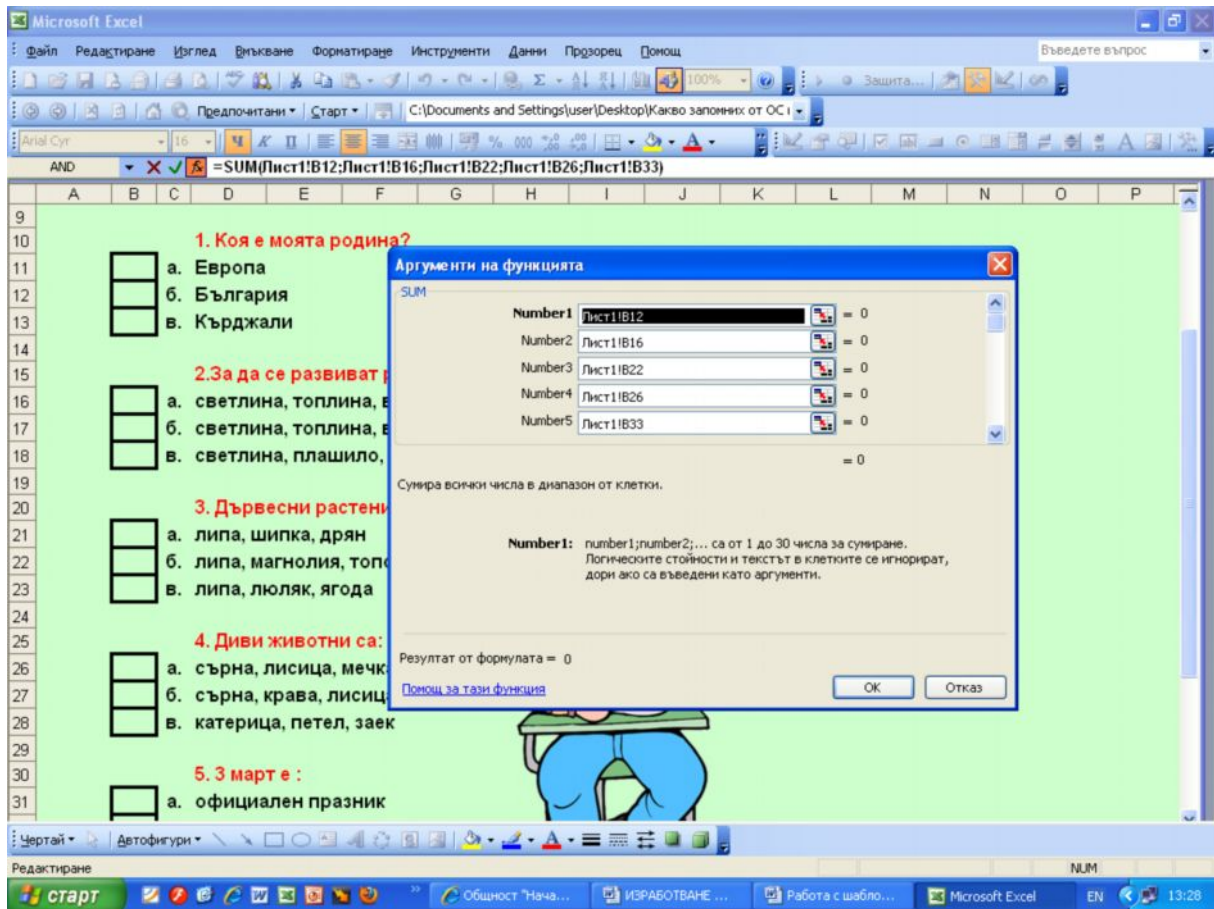 Microsoft Excel
Файл Редактиране Изглед Вмъкване Форматиране Инструменти Данни Прозорец Помощ Въведете въпрос
100% Защита...
Предпочитани Старт C:\Documents and Settings\user\Desktop\Какво запомних от ОС
Arial Cyr 16 Ч К П
AND =SUM(Лист1!B12;Лист1!B16;Лист1!B22;Лист1!B26;Лист1!B33)
A B C D E F G H I J K L M N O P
9
10 1. Коя е моята родина?
11 а. Европа
12 б. България
13 в. Кърджали
14
15 2.За да се развиват
16 а. светлина, топлина,
17 б. светлина, топлина,
18 в. светлина, плашило,
19
20 3. Дървесни
21 а. липа, шипка, дрян
22 б. липа, магнолия,
23 в. липа, люляк, ягода
24
25 4. Диви животни са:
26 а. сърна, лисица,
27 б. сърна, крава,
28 в. катерица, петел, заек
29
30 5. 3 март е :
31 а. официален празник
Аргументи на функцията
SUM
Number1 Лист1!B12 = 0
Number2 Лист1!B16 = 0
Number3 Лист1!B22 = 0
Number4 Лист1!B26 = 0
Number5 Лист1!B33 = 0
= 0
Сумира всички числа в диапазон от клетки.
Number1: number1;number2;... са от 1 до 30 числа за сумиране.
Логическите стойности и текстът в клетките се игнорират,
дори ако са въведени като аргументи.
Резултат от формулата = 0
Помощ за тази функция OK Отказ
Чертай Автофигури
Редактиране NUM
старт Общност "Нача... ИЗРАБОТВАНЕ ... Работа с шабло... Microsoft Excel EN 13:28